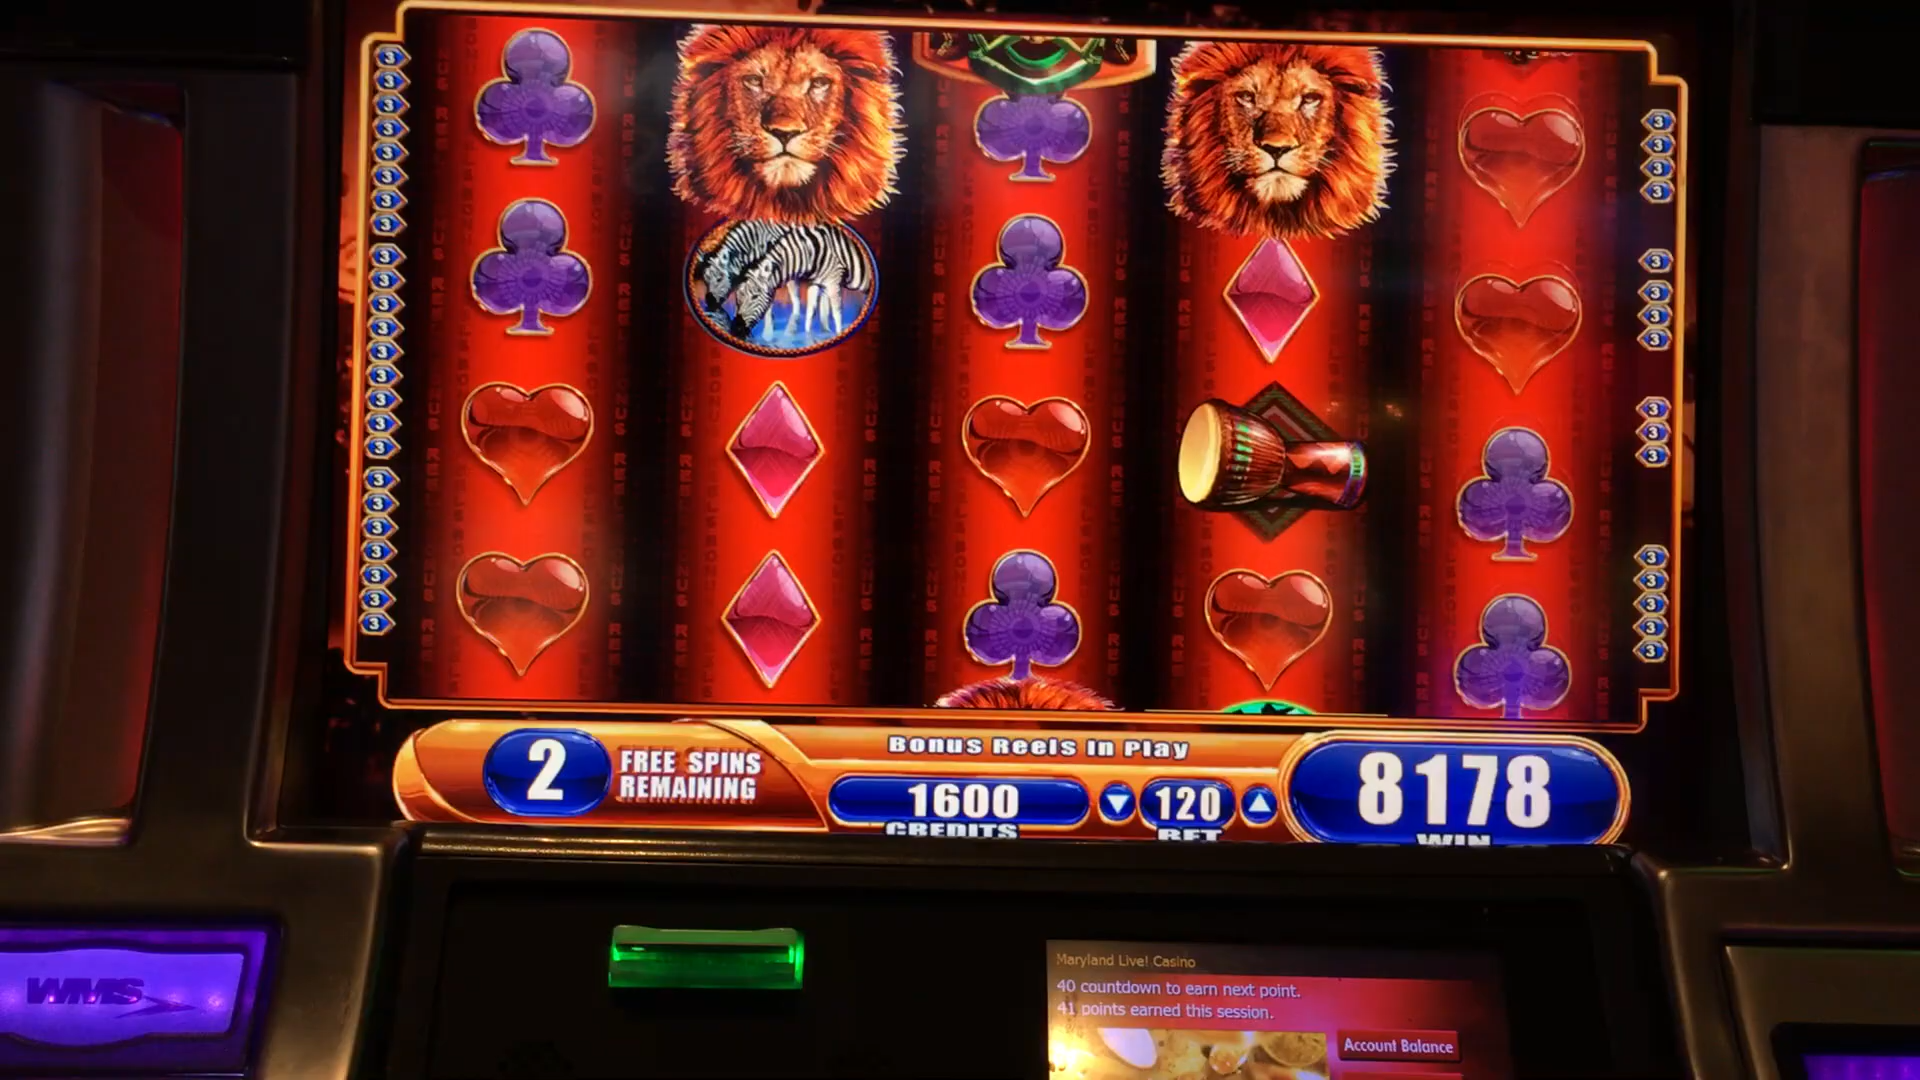 2
FREE SPINS
REMAINING
Bonus Reels In Play
1600
CREDITS
120
BET
8178
WIN
WMS
Maryland Live! Casino
40 countdown to earn next point.
41 points earned this session.
Account Balance